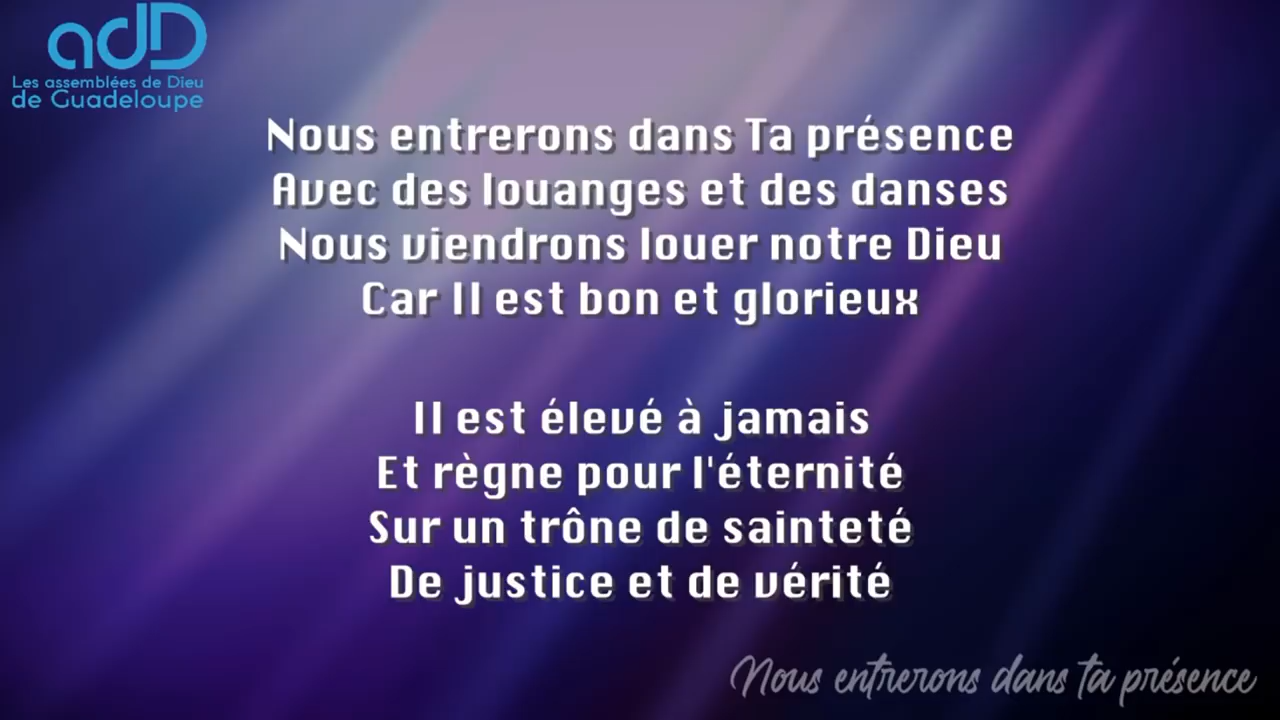 adD
Les assemblées de Dieu
de Guadeloupe
Nous entrerons dans Ta présence
Avec des louanges et des danses
Nous viendrons louer notre Dieu
Car Il est bon et glorieux
Il est élevé à jamais
Et règne pour l'éternité
Sur un trône de sainteté
De justice et de vérité
Nous entrerons dans ta présence